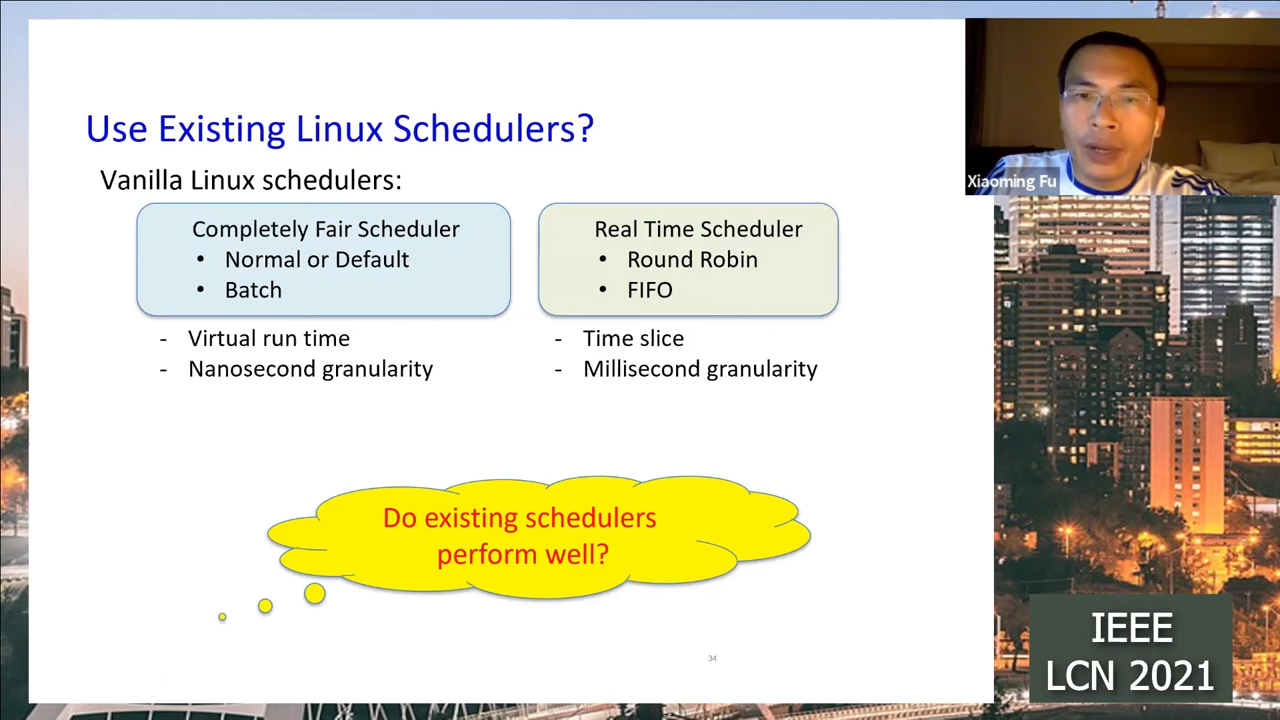 Use Existing Linux Schedulers?
Vanilla Linux schedulers:
Completely Fair Scheduler
• Normal or Default
• Batch
- Virtual run time
- Nanosecond granularity
Real Time Scheduler
• Round Robin
• FIFO
- Time slice
- Millisecond granularity
Do existing schedulers
perform well?
34
Xiaoming Fu
IEEE
LCN 2021